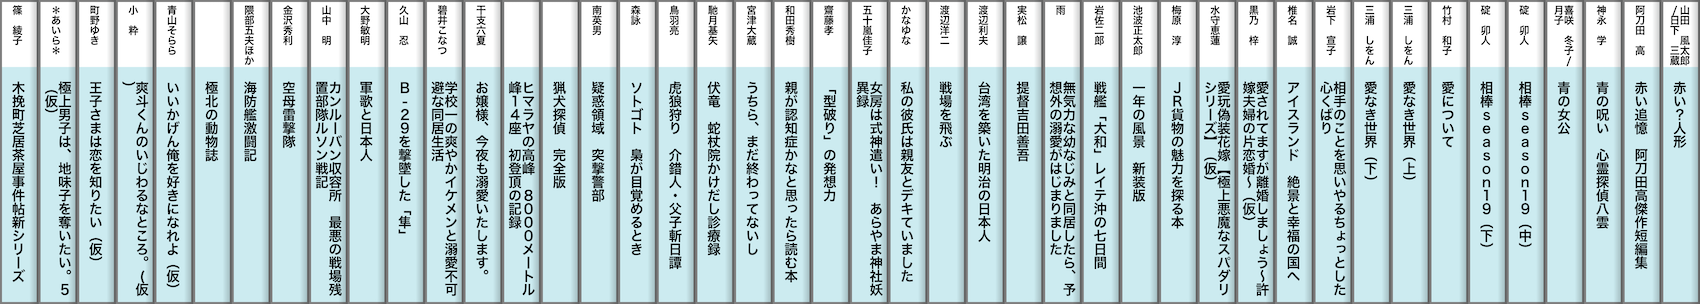 山田 風太郎
/日下 三蔵
赤い？人形
阿刀田 高
赤い追憶 阿刀田高傑作短編集
神永 学
青の呪い 心霊探偵八雲
喜咲 冬子/
月子
青の女公
碇 卯人
相棒season19（中）
碇 卯人
相棒season19（下）
竹村 和子
愛について
三浦 しをん
愛なき世界（上）
三浦 しをん
愛なき世界（下）
岩下 宣子
相手のことを思いやるちょっとした
心くばり
椎名 誠
アイスランド 絶景と幸福の国へ
黒乃 梓
愛されてますが離婚しましょう～許
嫁夫婦の片恋婚～（仮）
水守恵蓮
愛玩偽装花嫁【極上悪魔なスパダリ
シリーズ】（仮）
梅原 淳
ＪＲ貨物の魅力を探る本
池波正太郎
一年の風景 新装版
岩佐二郎
戦艦「大和」レイテ沖の七日間
雨
無気力な幼なじみと同居したら、予
想外の溺愛がはじまりました
実松 譲
提督吉田善吾
渡辺利夫
台湾を築いた明治の日本人
渡辺洋二
戦場を飛ぶ
かなゆな
私の彼氏は親友とデキていました
五十嵐佳子
女房は式神遣い！ あらやま神社妖
異録
齋藤孝
「型破り」の発想力
和田秀樹
親が認知症かなと思ったら読む本
宮津大蔵
うちら、まだ終わってないし
馳月基矢
伏竜 蛇杖院かけだし診療録
鳥羽亮
虎狼狩り 介錯人・父子斬日譚
森詠
ソトゴト 梟が目覚めるとき
南英男
疑惑領域 突撃警部
猟犬探偵 完全版
ヒマラヤの高峰 8000メートル
峰14座 初登頂の記録
干支六夏
お嬢様、今夜も溺愛いたします。
碧井こなつ
学校一の爽やかイケメンと溺愛不可
避な同居生活
久山 忍
B-29を撃墜した「隼」
大野敏明
軍歌と日本人
山中 明
カンルーバン収容所 最悪の戦場残
置部隊ルソン戦記
金沢秀利
空母雷撃隊
隈部五夫ほか
海防艦激闘記
極北の動物誌
青山そらら
いいかげん俺を好きになれよ（仮）
小 粋
爽斗くんのいじわるなところ。（仮
）
町野ゆき
王子さまは恋を知りたい（仮）
＊あいら＊
極上男子は、地味子を奪いたい。5
（仮）
篠 綾子
木挽町芝居茶屋事件帖新シリーズ